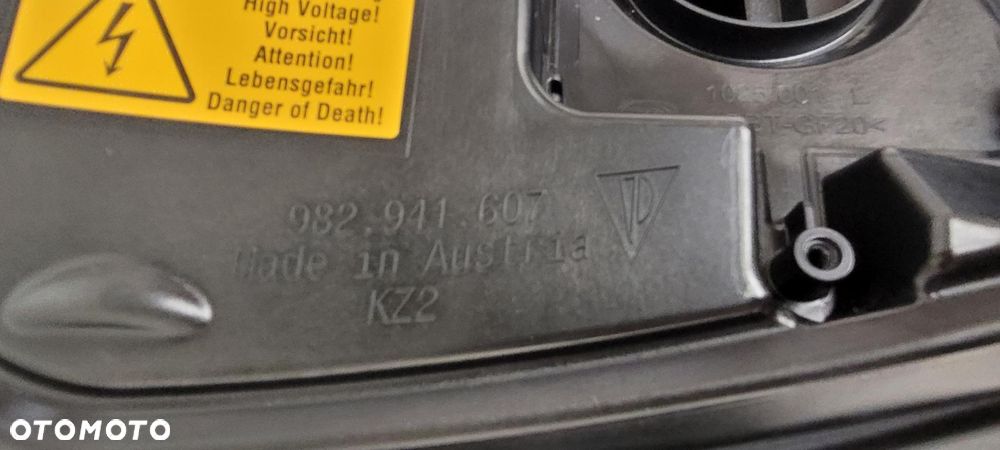 High Voltage!
Vorsicht!
Attention!
Lebensgefahr!
Danger of Death!
982.941.607
Made in Austria
KZ2
OTOMOTO